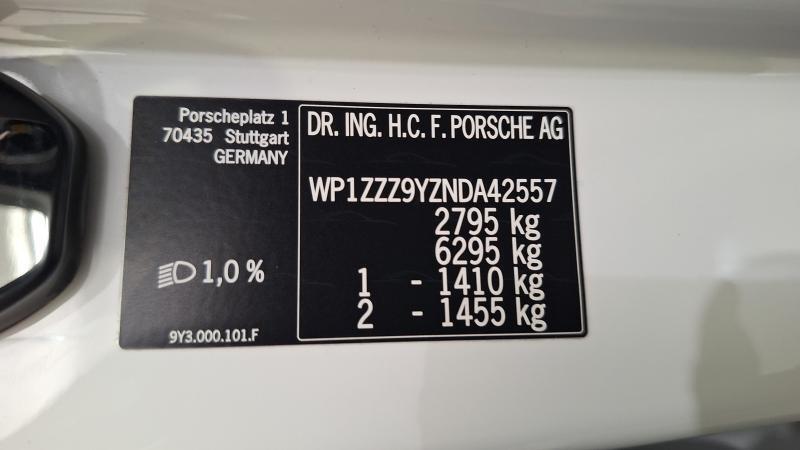 Porscheplatz 1
70435 Stuttgart
GERMANY
1,0 %
9Y3.000.101.F
DR. ING. H.C. F. PORSCHE AG
WP1ZZZ9YZNDA42557
2795 kg
6295 kg
1 - 1410 kg
2 - 1455 kg